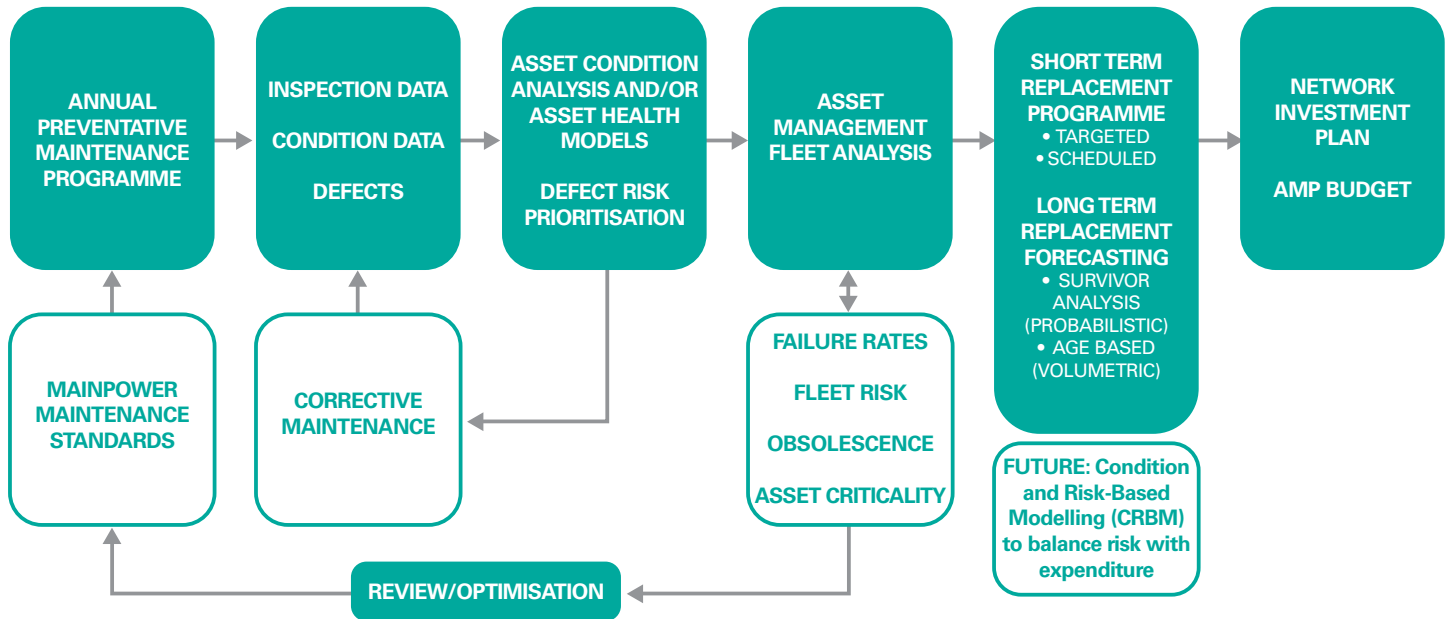 ANNUAL
PREVENTATIVE
MAINTENANCE
PROGRAMME
INSPECTION DATA
CONDITION DATA
DEFECTS
ASSET CONDITION
ANALYSIS AND/OR
ASSET HEALTH
MODELS
DEFECT RISK
PRIORITISATION
ASSET
MANAGEMENT
FLEET ANALYSIS
SHORT TERM
REPLACEMENT
PROGRAMME
• TARGETED
• SCHEDULED
LONG TERM
REPLACEMENT
FORECASTING
• SURVIVOR
ANALYSIS
(PROBABILISTIC)
• AGE BASED
(VOLUMETRIC)
NETWORK
INVESTMENT
PLAN
AMP BUDGET
MAINPOWER
MAINTENANCE
STANDARDS
CORRECTIVE
MAINTENANCE
FAILURE RATES
FLEET RISK
OBSOLESCENCE
ASSET CRITICALITY
FUTURE: Condition
and Risk-Based
Modelling (CRBM)
to balance risk with
expenditure
REVIEW/OPTIMISATION